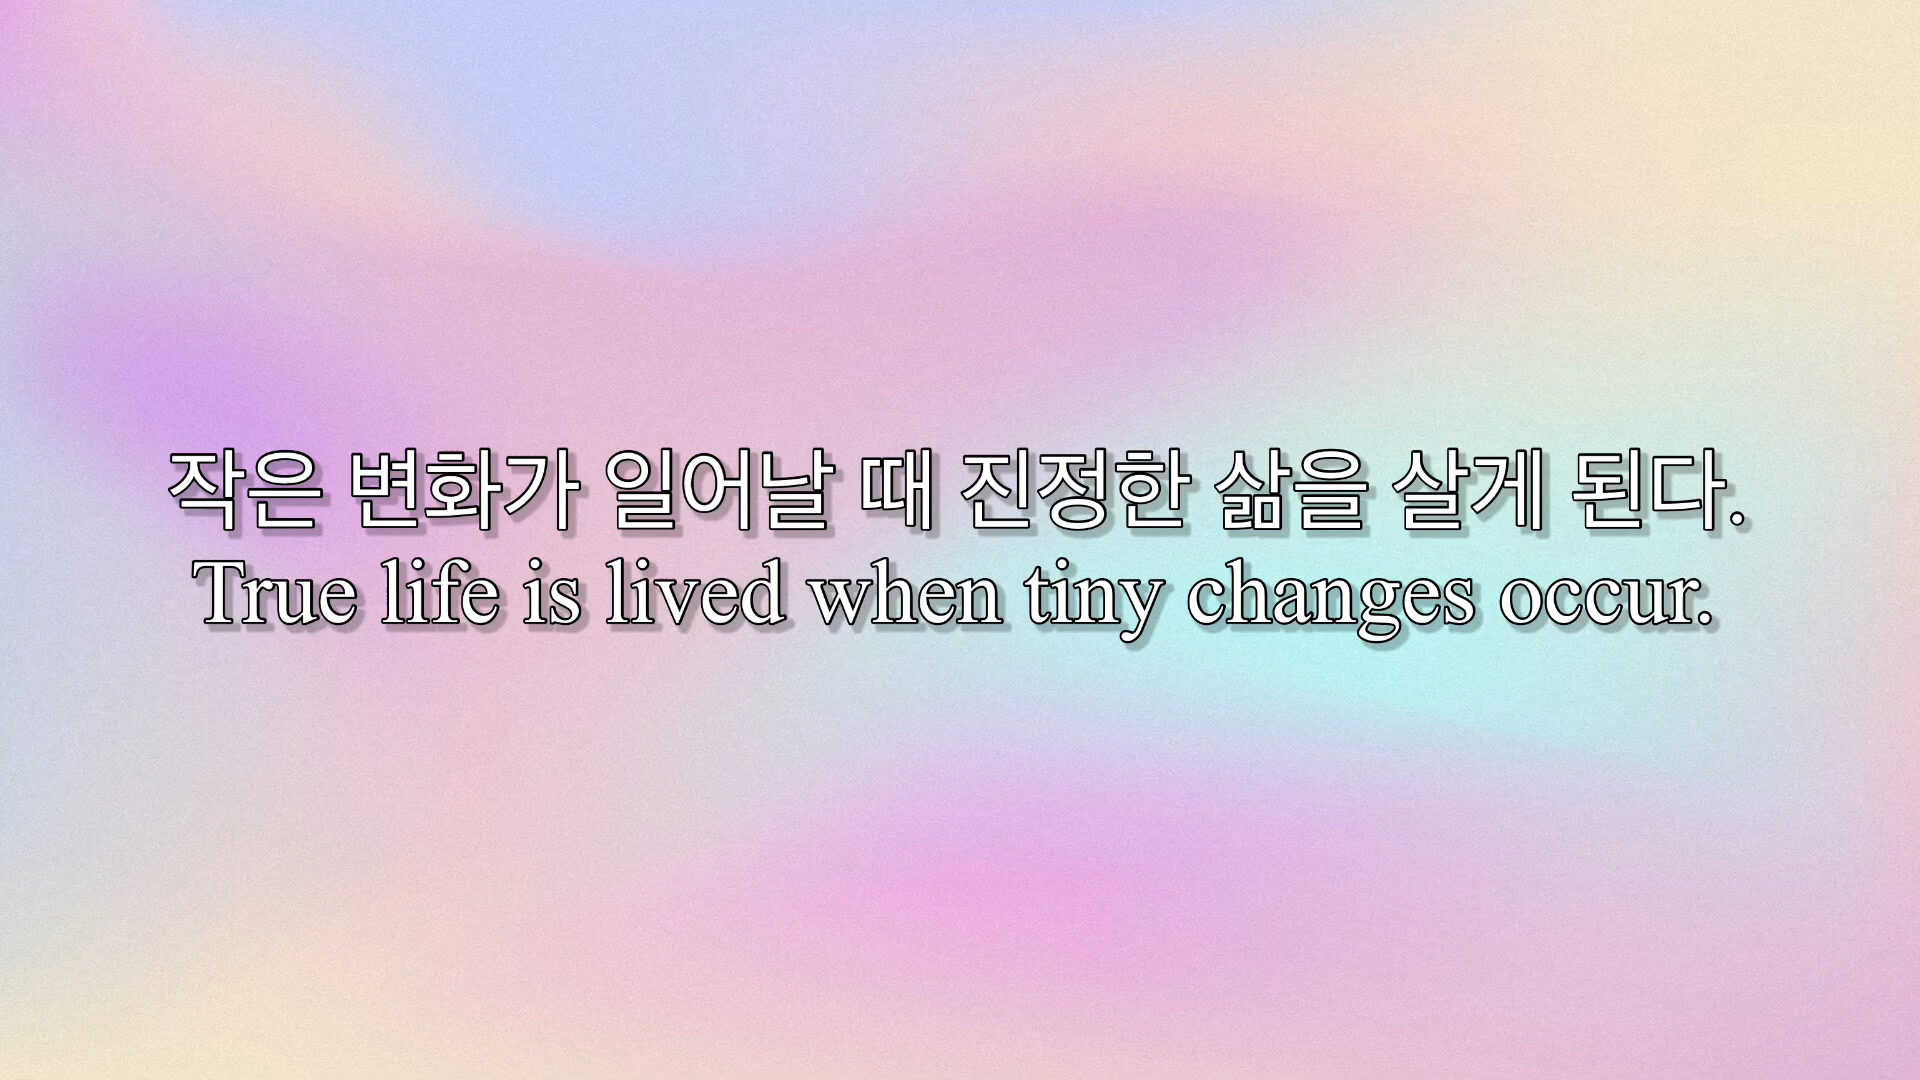 작은 변화가 일어날 때 진정한 삶을 살게 된다.
True life is lived when tiny changes occur.